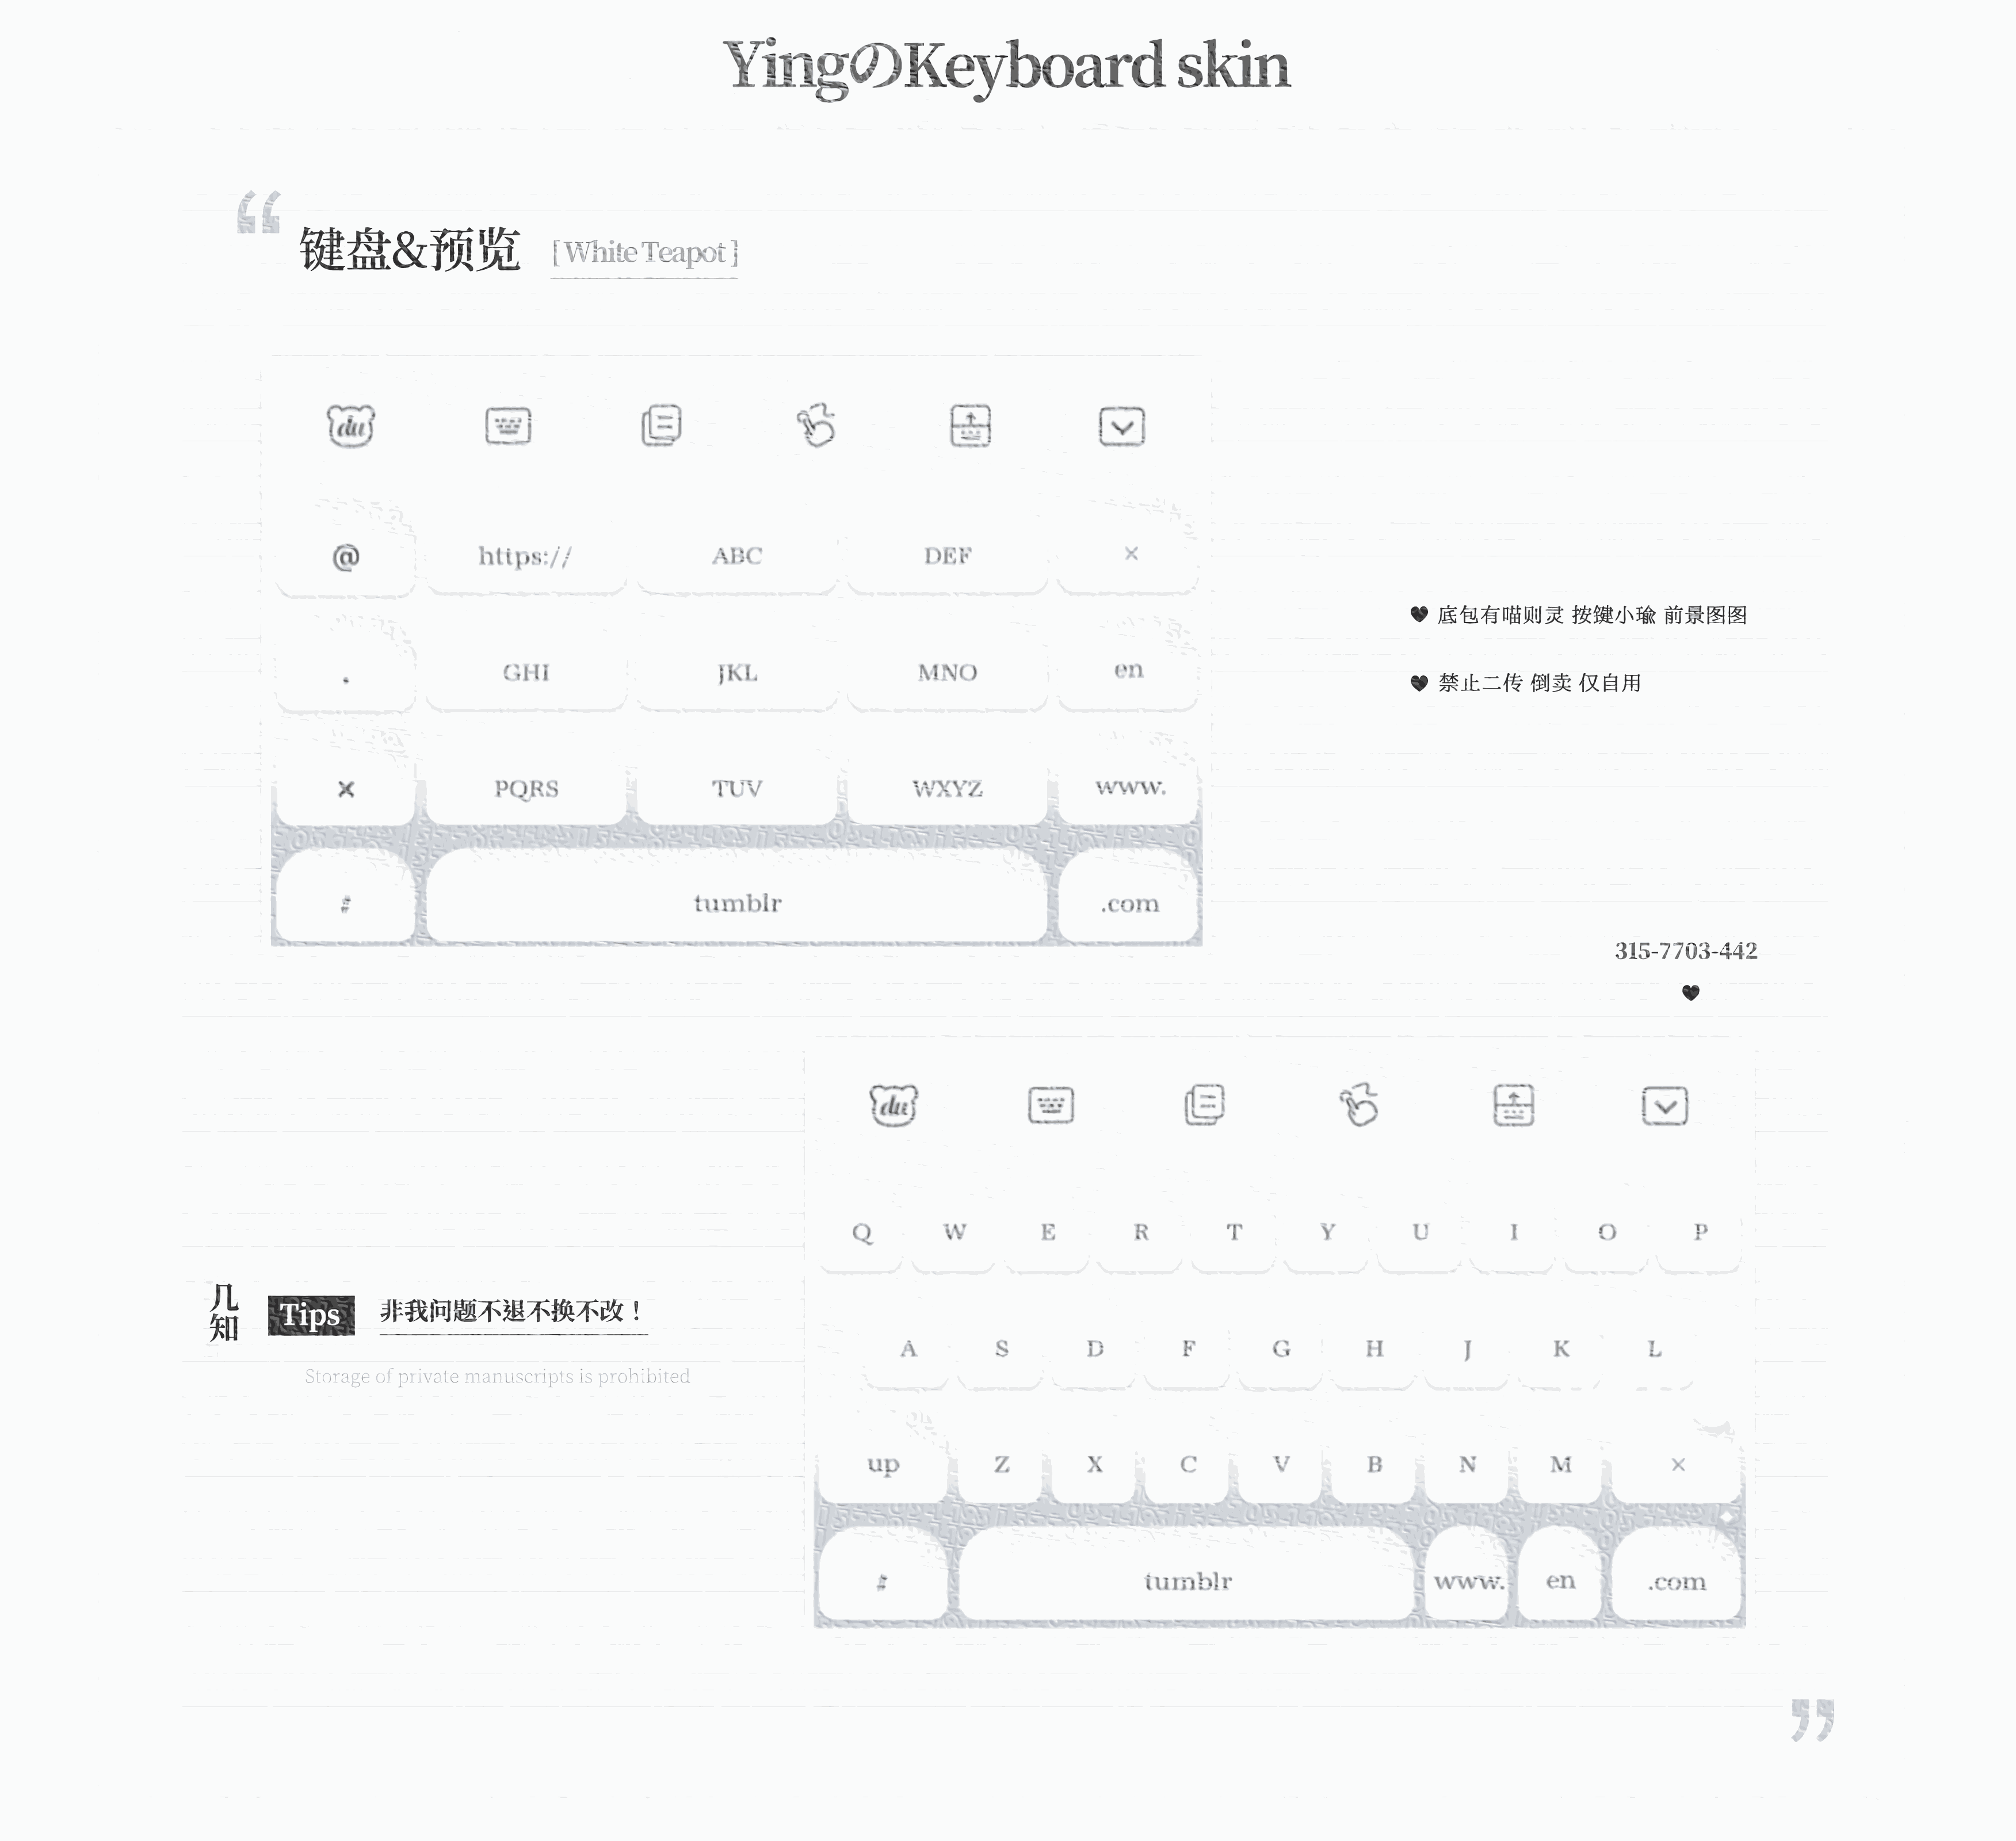 YingのKeyboard skin
“
键盘&预览 [ White Teapot ]
du
@ https:// ABC DEF ×
. GHI JKL MNO en
× PQRS TUV WXYZ www.
# tumblr .com
底包有喵则灵 按键小瑜 前景图图
禁止二传 倒卖 仅自用
315-7703-442
du
Q W E R T Y U I O P
A S D F G H J K L
up Z X C V B N M ×
# tumblr www. en .com
几知 Tips 非我问题不退不换不改！
Storage of private manuscripts is prohibited
”